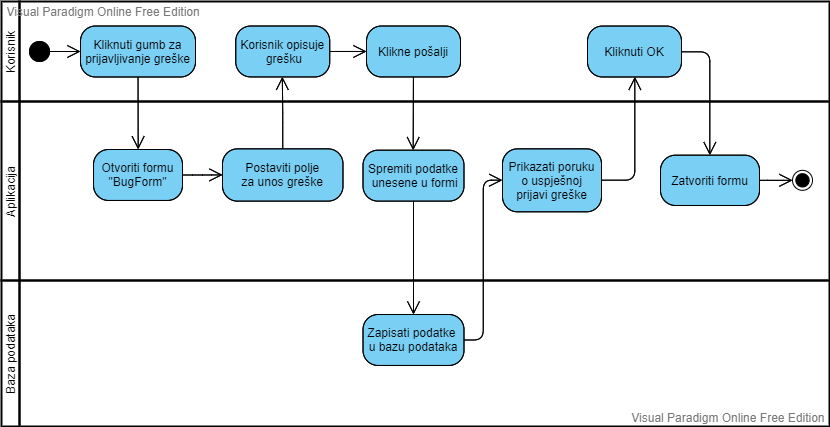 Visual Paradigm Online Free Edition
Korisnik
Kliknuti gumb za
prijavljivanje greške
Korisnik opisuje
grešku
Klikne pošalji
Kliknuti OK
Aplikacija
Otvoriti formu
"BugForm"
Postaviti polje
za unos greške
Spremiti podatke
unesene u formi
Prikazati poruku
o uspješnoj
prijavi greške
Zatvoriti formu
Baza podataka
Zapisati podatke
u bazu podataka
Visual Paradigm Online Free Edition